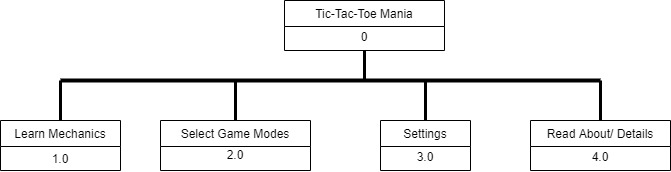 Tic-Tac-Toe Mania
0
Learn Mechanics
1.0
Select Game Modes
2.0
Settings
3.0
Read About/ Details
4.0